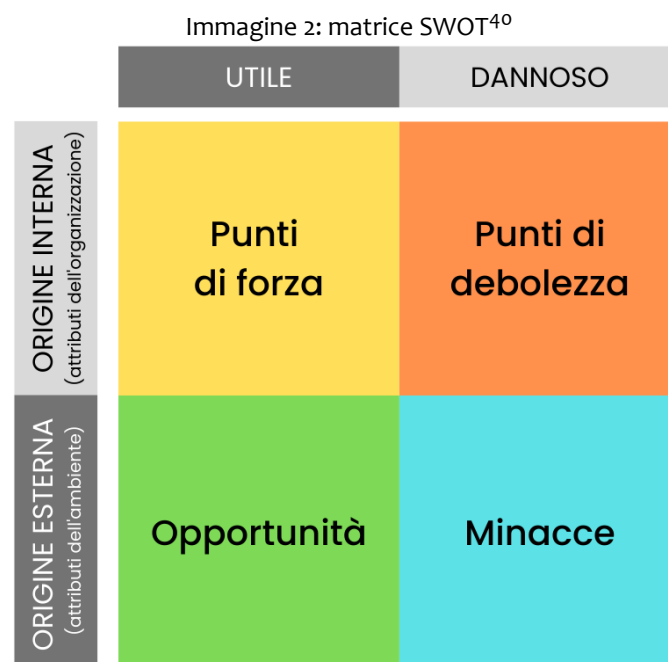 Immagine 2: matrice SWOT⁴⁰
UTILE
DANNOSO
ORIGINE INTERNA
(attributi dell'organizzazione)
Punti
di forza
Punti di
debolezza
ORIGINE ESTERNA
(attributi dell'ambiente)
Opportunità
Minacce